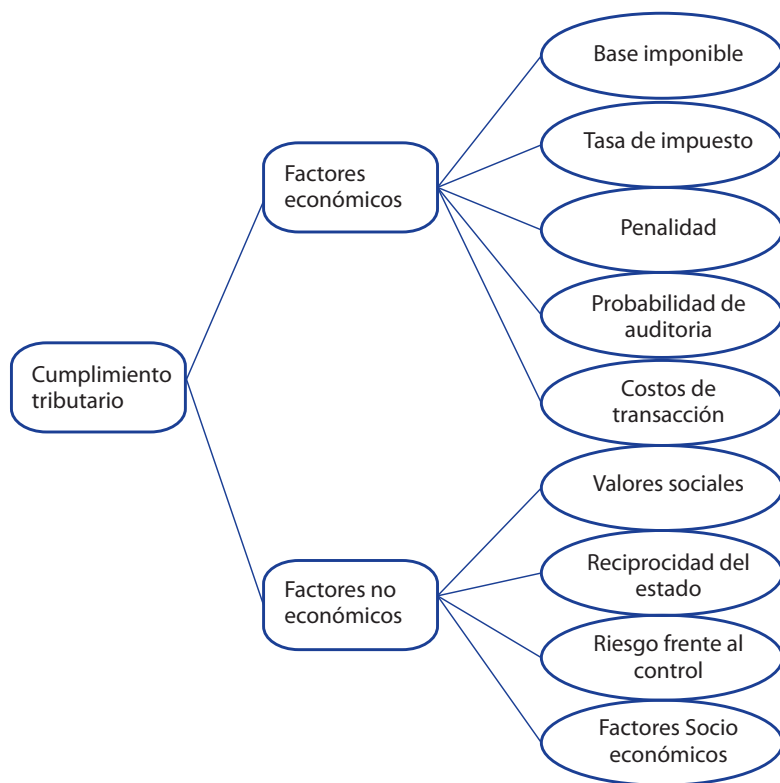 Base imponible
Tasa de impuesto
Factores
económicos
Penalidad
Probabilidad de
auditoria
Cumplimiento
tributario
Costos de
transacción
Valores sociales
Factores no
económicos
Reciprocidad del
estado
Riesgo frente al
control
Factores Socio
económicos